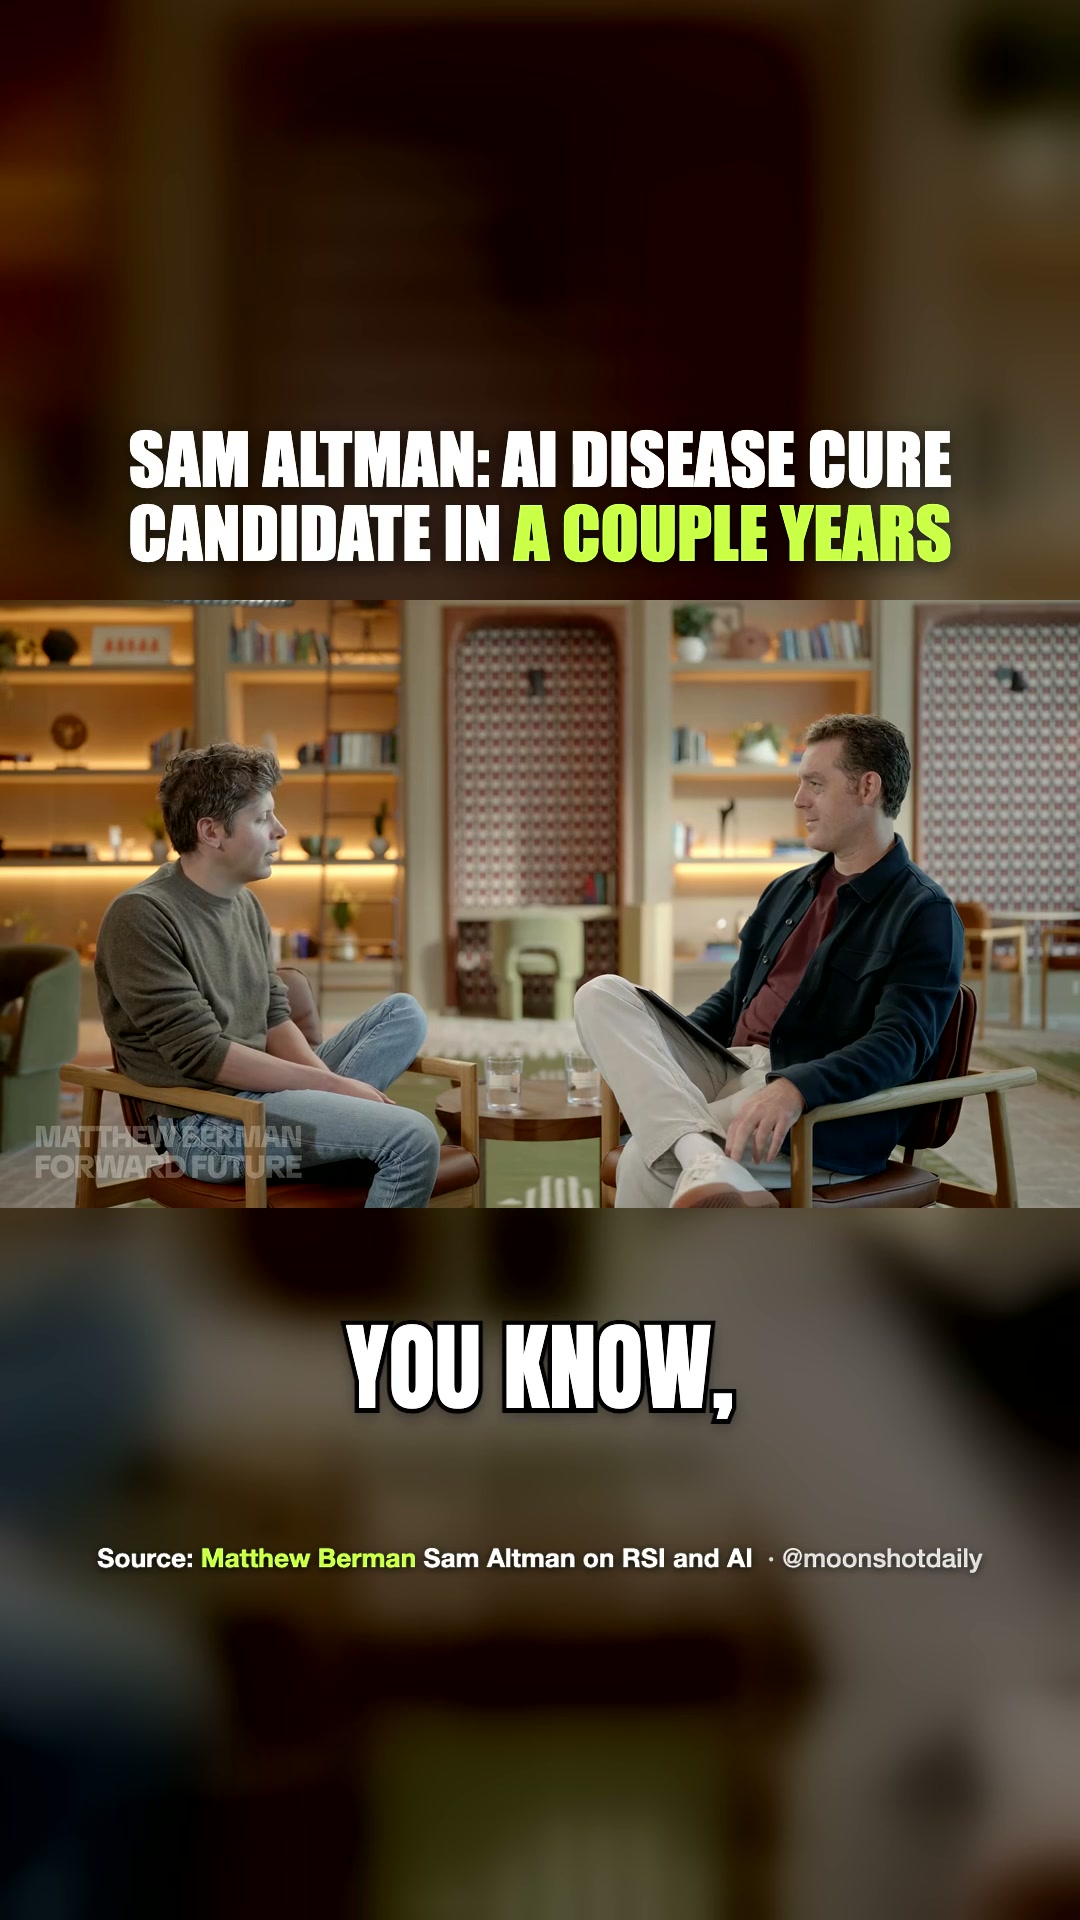 SAM ALTMAN: AI DISEASE CURE
CANDIDATE IN A COUPLE YEARS
MATTHEW BERMAN
FORWARD FUTURE
YOU KNOW,
Source: Matthew Berman Sam Altman on RSI and AI · @moonshotdaily